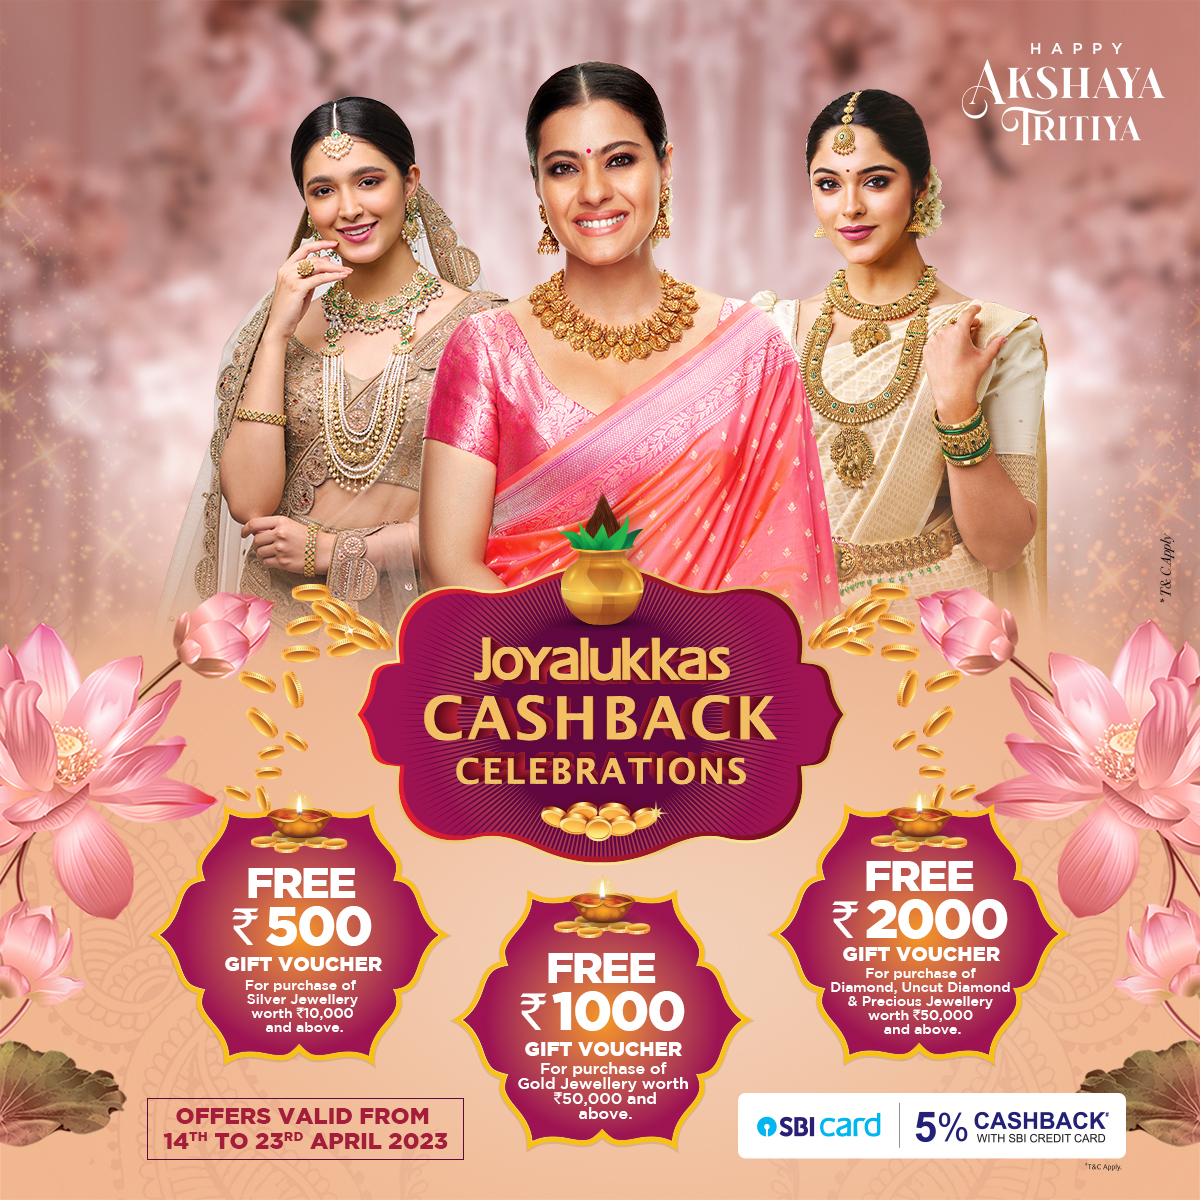 HAPPY
AKSHAYA
TRITIYA
*T& C Apply
Joyalukkas
CASHBACK
CELEBRATIONS
FREE
₹500
GIFT VOUCHER
For purchase of
Silver Jewellery
worth ₹10,000
and above.
FREE
₹1000
GIFT VOUCHER
For purchase of
Gold Jewellery worth
₹50,000 and
above.
FREE
₹2000
GIFT VOUCHER
For purchase of
Diamond, Uncut Diamond
& Precious Jewellery
worth ₹50,000
and above.
OFFERS VALID FROM
14TH TO 23RD APRIL 2023
SBI card
5% CASHBACK*
WITH SBI CREDIT CARD
*T&C Apply.